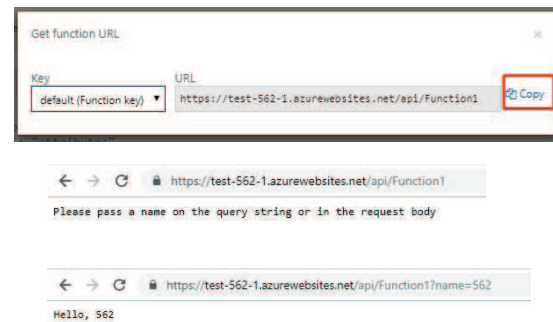 Get function URL
Key
URL
default (Function key)
https://test-562-1.azurewebsites.net/api/Function1
Copy
https://test-562-1.azurewebsites.net/api/Function1
Please pass a name on the query string or in the request body
https://test-562-1.azurewebsites.net/api/Function1?name=562
Hello, 562